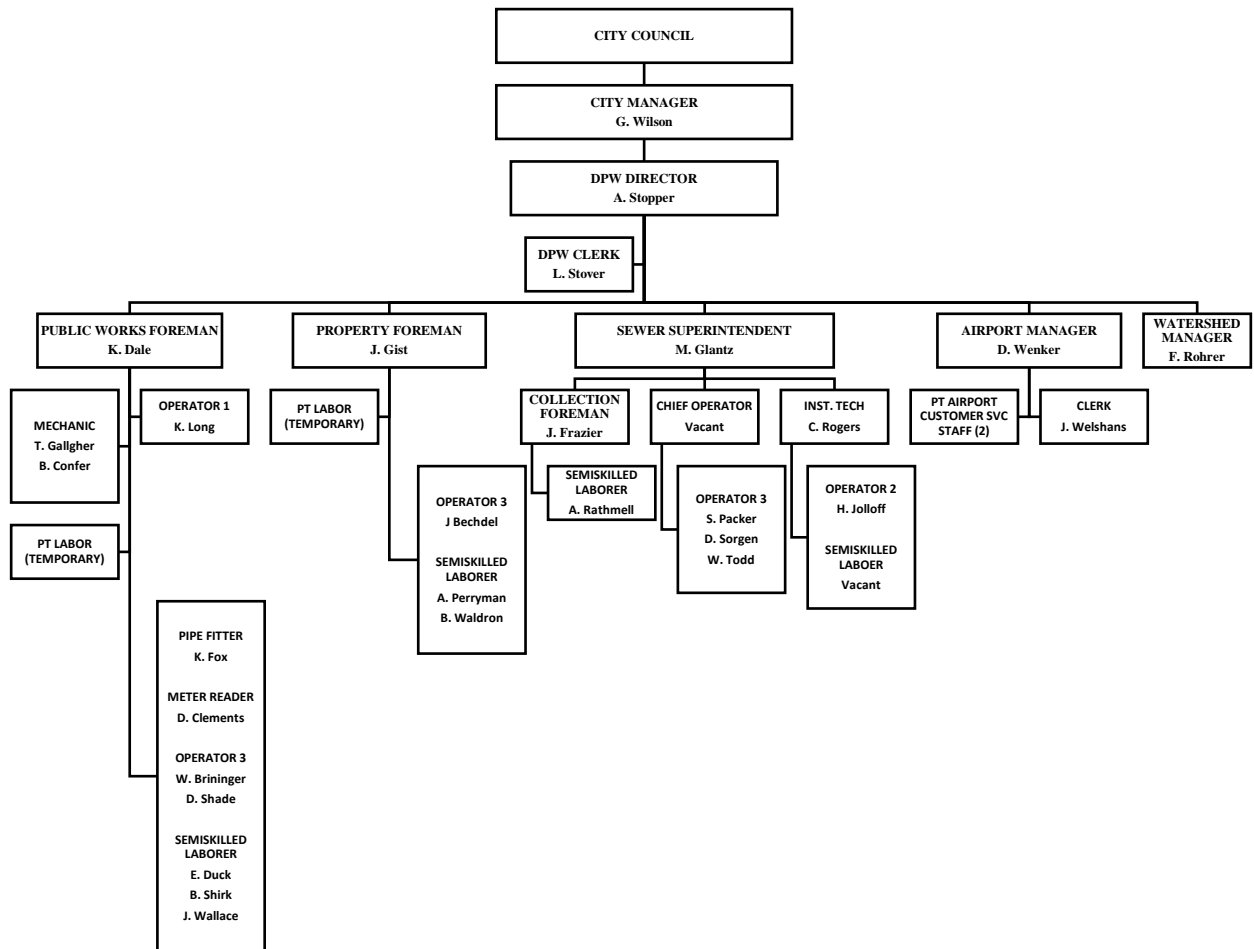 CITY COUNCIL
CITY MANAGER
G. Wilson
DPW DIRECTOR
A. Stopper
DPW CLERK
L. Stover
PUBLIC WORKS FOREMAN
K. Dale
PROPERTY FOREMAN
J. Gist
SEWER SUPERINTENDENT
M. Glantz
AIRPORT MANAGER
D. Wenker
WATERSHED
MANAGER
F. Rohrer
MECHANIC
T. Gallgher
B. Confer
OPERATOR 1
K. Long
PT LABOR
(TEMPORARY)
PIPE FITTER
K. Fox
METER READER
D. Clements
OPERATOR 3
W. Brininger
D. Shade
SEMISKILLED
LABORER
E. Duck
B. Shirk
J. Wallace
PT LABOR
(TEMPORARY)
OPERATOR 3
J Bechdel
SEMISKILLED
LABORER
A. Perryman
B. Waldron
COLLECTION
FOREMAN
J. Frazier
SEMISKILLED
LABORER
A. Rathmell
CHIEF OPERATOR
Vacant
OPERATOR 3
S. Packer
D. Sorgen
W. Todd
INST. TECH
C. Rogers
OPERATOR 2
H. Jolloff
SEMISKILLED
LABOER
Vacant
PT AIRPORT
CUSTOMER SVC
STAFF (2)
CLERK
J. Welshans